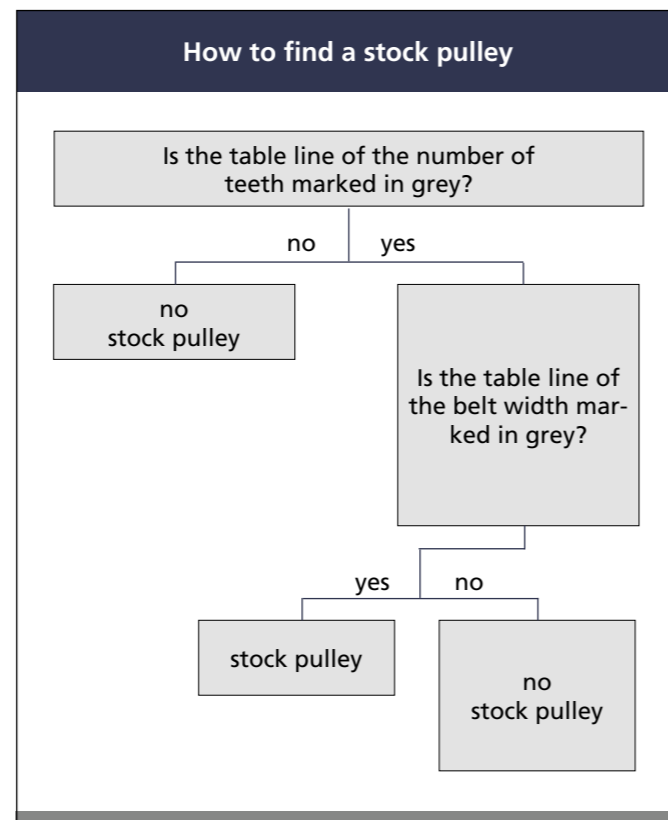 How to find a stock pulley
Is the table line of the number of
teeth marked in grey?
no
yes
no
stock pulley
Is the table line of
the belt width mar-
ked in grey?
yes
no
stock pulley
no
stock pulley